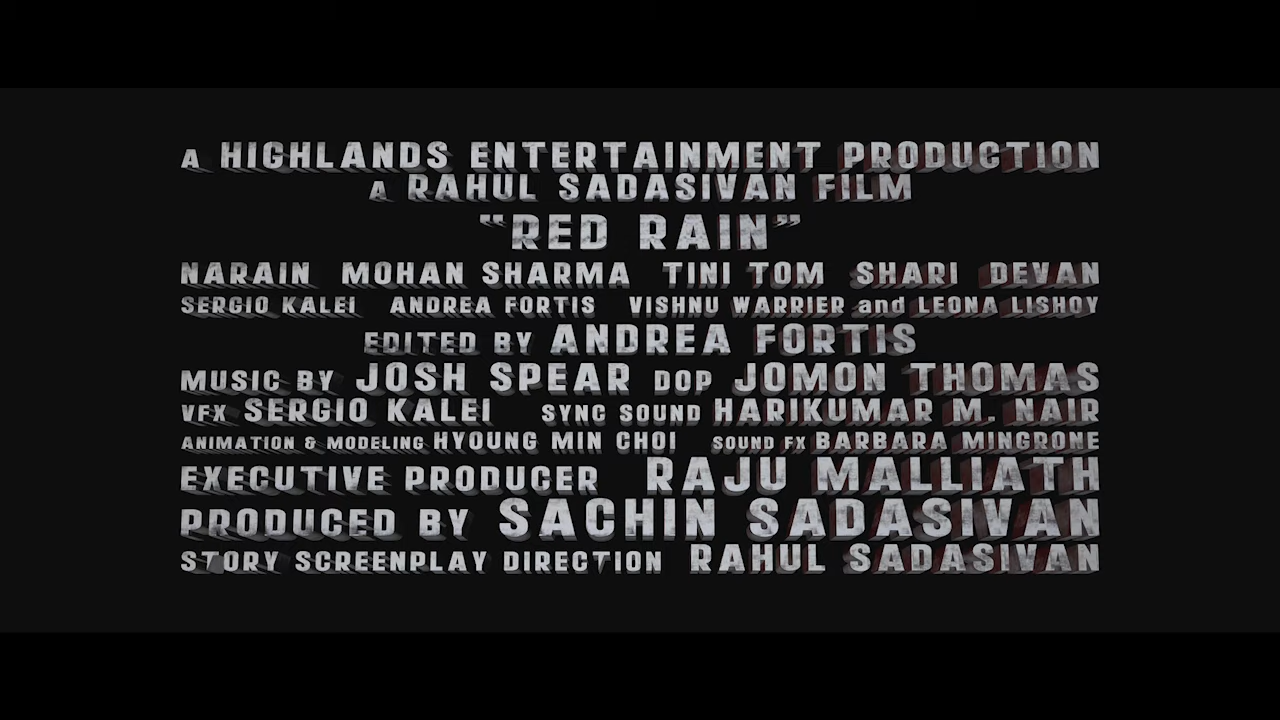 A HIGHLANDS ENTERTAINMENT PRODUCTION
A RAHUL SADASIVAN FILM
"RED RAIN"
NARAIN MOHAN SHARMA TINI TOM SHARI DEVAN
SERGIO KALEI ANDREA FORTIS VISHNU WARRIER and LEONA LISHOY
EDITED BY ANDREA FORTIS
MUSIC BY JOSH SPEAR DOP JOMON THOMAS
VFX SERGIO KALEI SYNC SOUND HARIKUMAR M. NAIR
ANIMATION & MODELING HYOUNG MIN CHOI SOUND FX BARBARA MINGRONE
EXECUTIVE PRODUCER RAJU MALLIATH
PRODUCED BY SACHIN SADASIVAN
STORY SCREENPLAY DIRECTION RAHUL SADASIVAN